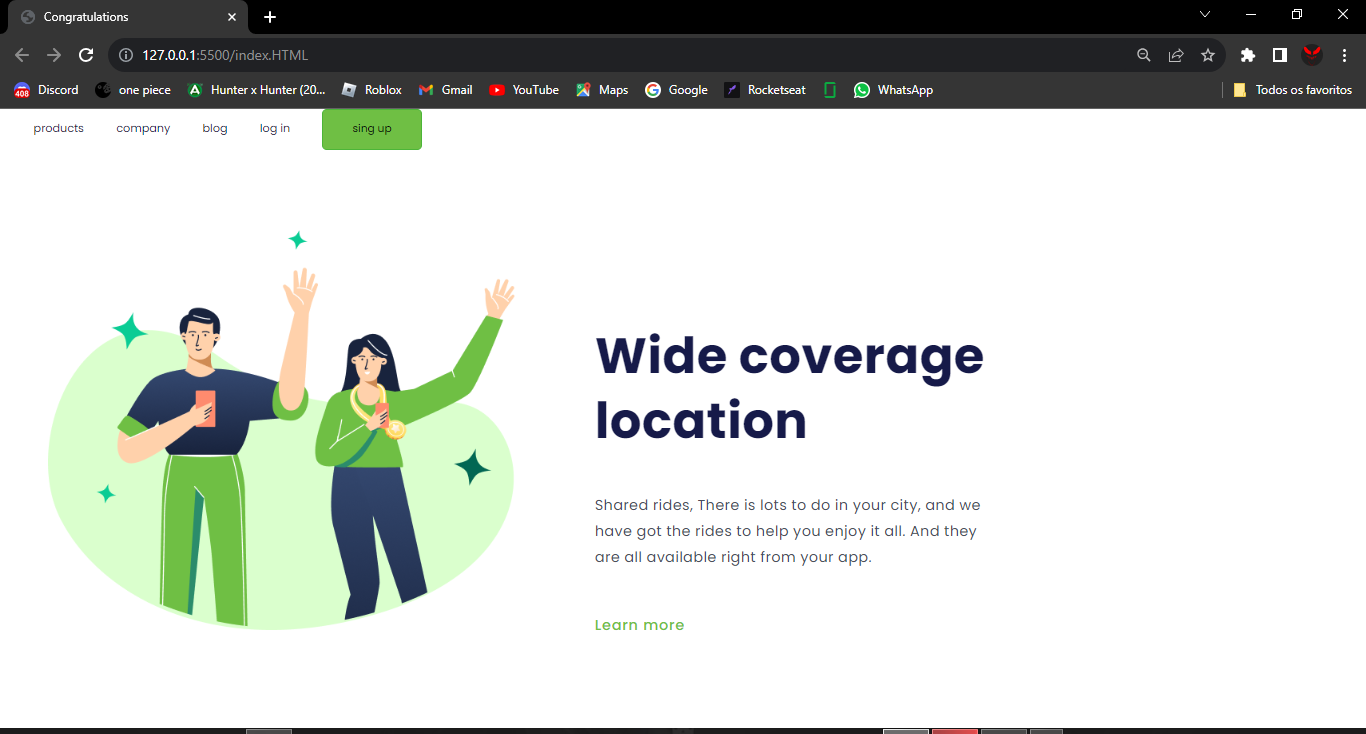 Congratulations
127.0.0.1:5500/index.HTML
408
Discord
one piece
Hunter x Hunter (20...
Roblox
Gmail
YouTube
Maps
Google
Rocketseat
WhatsApp
Todos os favoritos
products
company
blog
log in
sing up
Wide coverage
location
Shared rides, There is lots to do in your city, and we
have got the rides to help you enjoy it all. And they
are all available right from your app.
Learn more